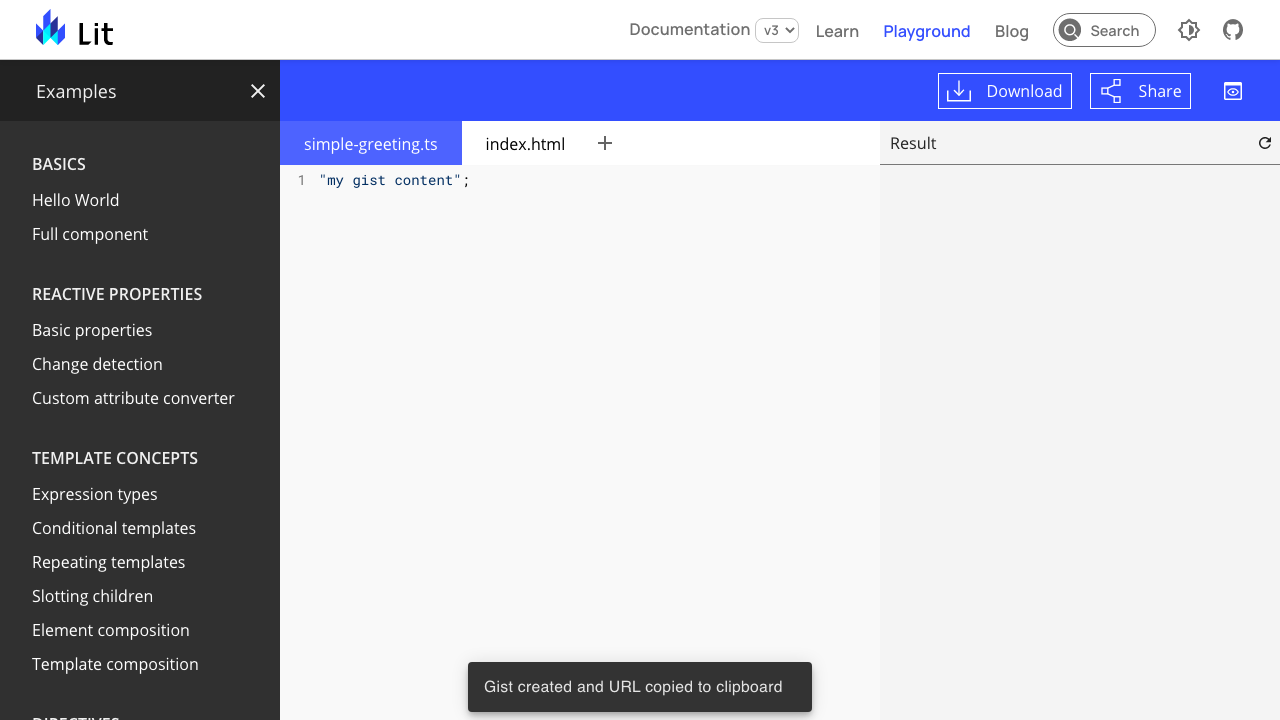 Lit
Documentation v3 Learn Playground Blog Search
Examples
Download Share
simple-greeting.ts index.html
Result
1 "my gist content";
BASICS
Hello World
Full component
REACTIVE PROPERTIES
Basic properties
Change detection
Custom attribute converter
TEMPLATE CONCEPTS
Expression types
Conditional templates
Repeating templates
Slotting children
Element composition
Template composition
DIRECTIVES
Gist created and URL copied to clipboard